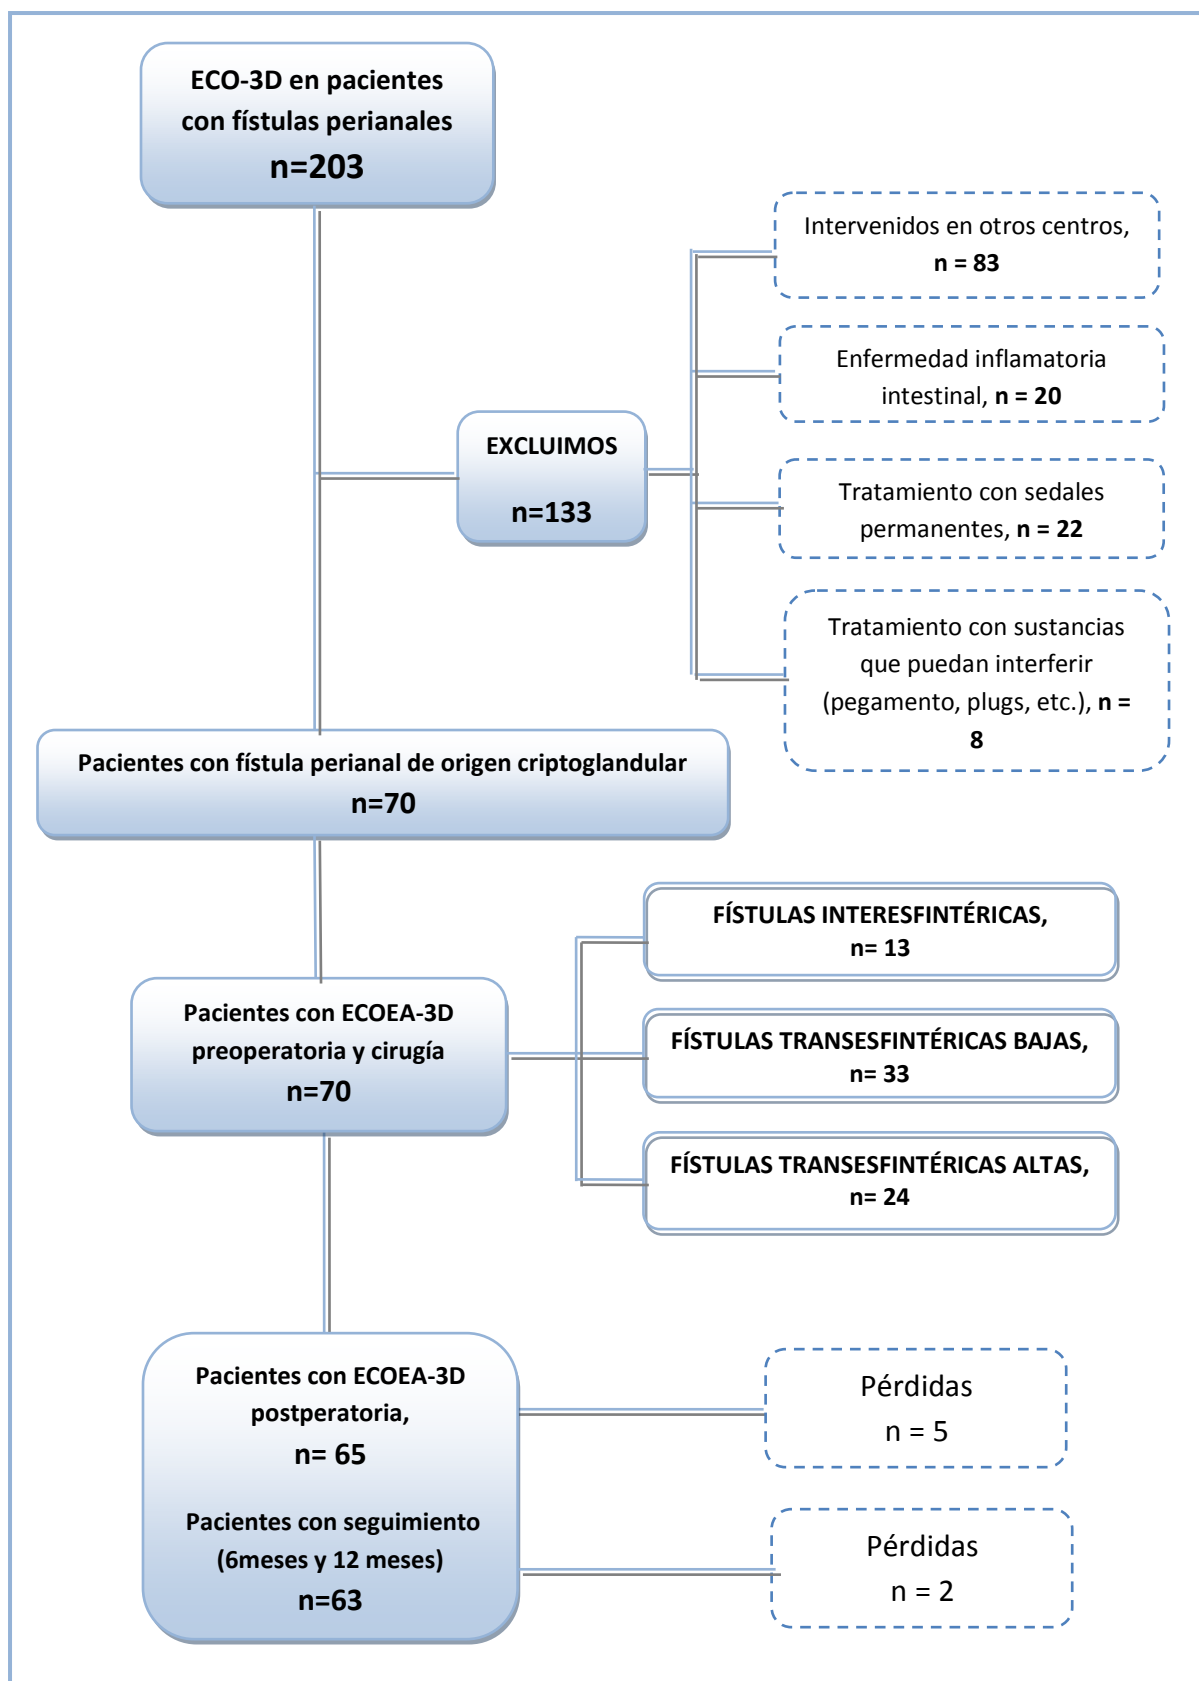 ECO-3D en pacientes
con fístulas perianales
n=203
Intervenidos en otros centros,
n = 83
Enfermedad inflamatoria
intestinal, n = 20
EXCLUIMOS
n=133
Tratamiento con sedales
permanentes, n = 22
Tratamiento con sustancias
que puedan interferir
(pegamento, plugs, etc.), n =
8
Pacientes con fístula perianal de origen criptoglandular
n=70
FÍSTULAS INTERESFINTÉRICAS,
n= 13
Pacientes con ECOEA-3D
preoperatoria y cirugía
n=70
FÍSTULAS TRANSESFINTÉRICAS BAJAS,
n= 33
FÍSTULAS TRANSESFINTÉRICAS ALTAS,
n= 24
Pacientes con ECOEA-3D
postperatoria,
n= 65
Pérdidas
n = 5
Pacientes con seguimiento
(6meses y 12 meses)
n=63
Pérdidas
n = 2